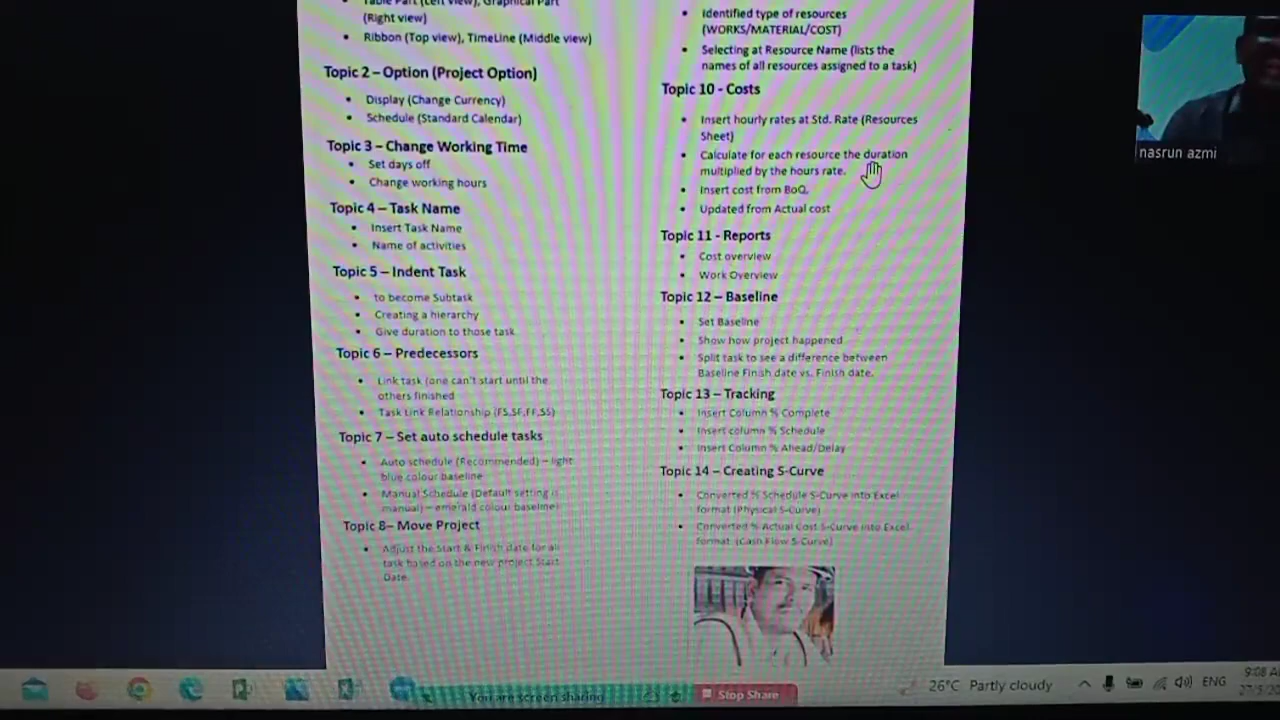 Table Part (Left View), Graphical Part
(Right view)
Ribbon (Top view), TimeLine (Middle view)
Topic 2 – Option (Project Option)
Display (Change Currency)
Schedule (Standard Calendar)
Topic 3 – Change Working Time
Set days off
Change working hours
Topic 4 – Task Name
Insert Task Name
Name of activities
Topic 5 – Indent Task
to become Subtask
Creating a hierarchy
Give duration to those task
Topic 6 – Predecessors
Link task (one can't start until the
others finished
Task Link Relationship (FS,SF,FF,SS)
Topic 7 – Set auto schedule tasks
Auto schedule (Recommended) – light
blue colour baseline
Manual Schedule (Default setting is
manual) – emerald colour baseline)
Topic 8– Move Project
Adjust the Start & Finish date for all
task based on the new project Start
Date.
Identified type of resources
(WORKS/MATERIAL/COST)
Selecting at Resource Name (lists the
names of all resources assigned to a task)
Topic 10 - Costs
Insert hourly rates at Std. Rate (Resources
Sheet)
Calculate for each resource the duration
multiplied by the hours rate.
Insert cost from BoQ.
Updated from Actual cost
Topic 11 - Reports
Cost overview
Work Overview
Topic 12 – Baseline
Set Baseline
Show how project happened
Split task to see a difference between
Baseline Finish date vs. Finish date.
Topic 13 – Tracking
Insert Column % Complete
Insert column % Schedule
Insert Column % Ahead/Delay
Topic 14 – Creating S-Curve
Converted % Schedule S-Curve into Excel
format (Physical S-Curve)
Converted % Actual Cost S-Curve into Excel
format (Cash Flow S-Curve)
nasrun azmi
You are screen sharing
Stop Share
26°C Partly cloudy
ENG
9:08